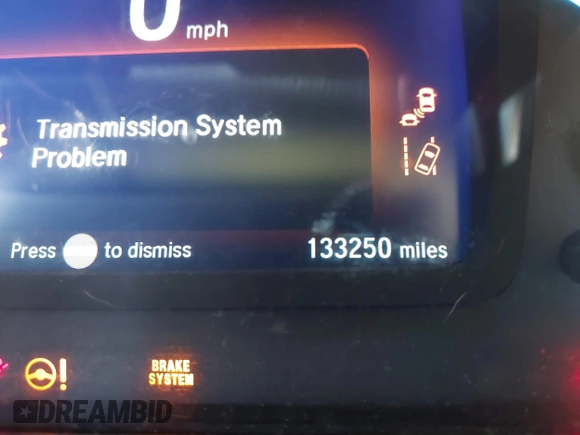 0 mph
Transmission System
Problem
Press to dismiss
133250 miles
!
BRAKE
SYSTEM
DREAMBID